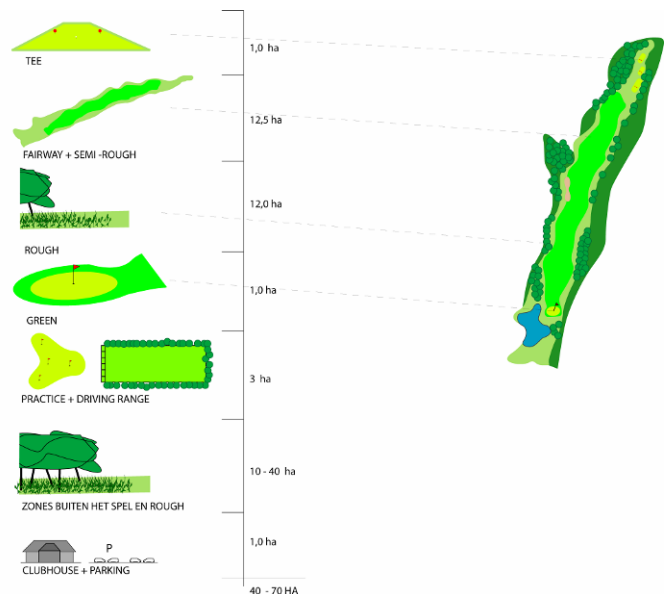 TEE
1,0 ha
FAIRWAY + SEMI -ROUGH
12,5 ha
ROUGH
12,0 ha
GREEN
1,0 ha
PRACTICE + DRIVING RANGE
3 ha
ZONES BUITEN HET SPEL EN ROUGH
10 - 40 ha
P
CLUBHOUSE + PARKING
1,0 ha
40 - 70 HA